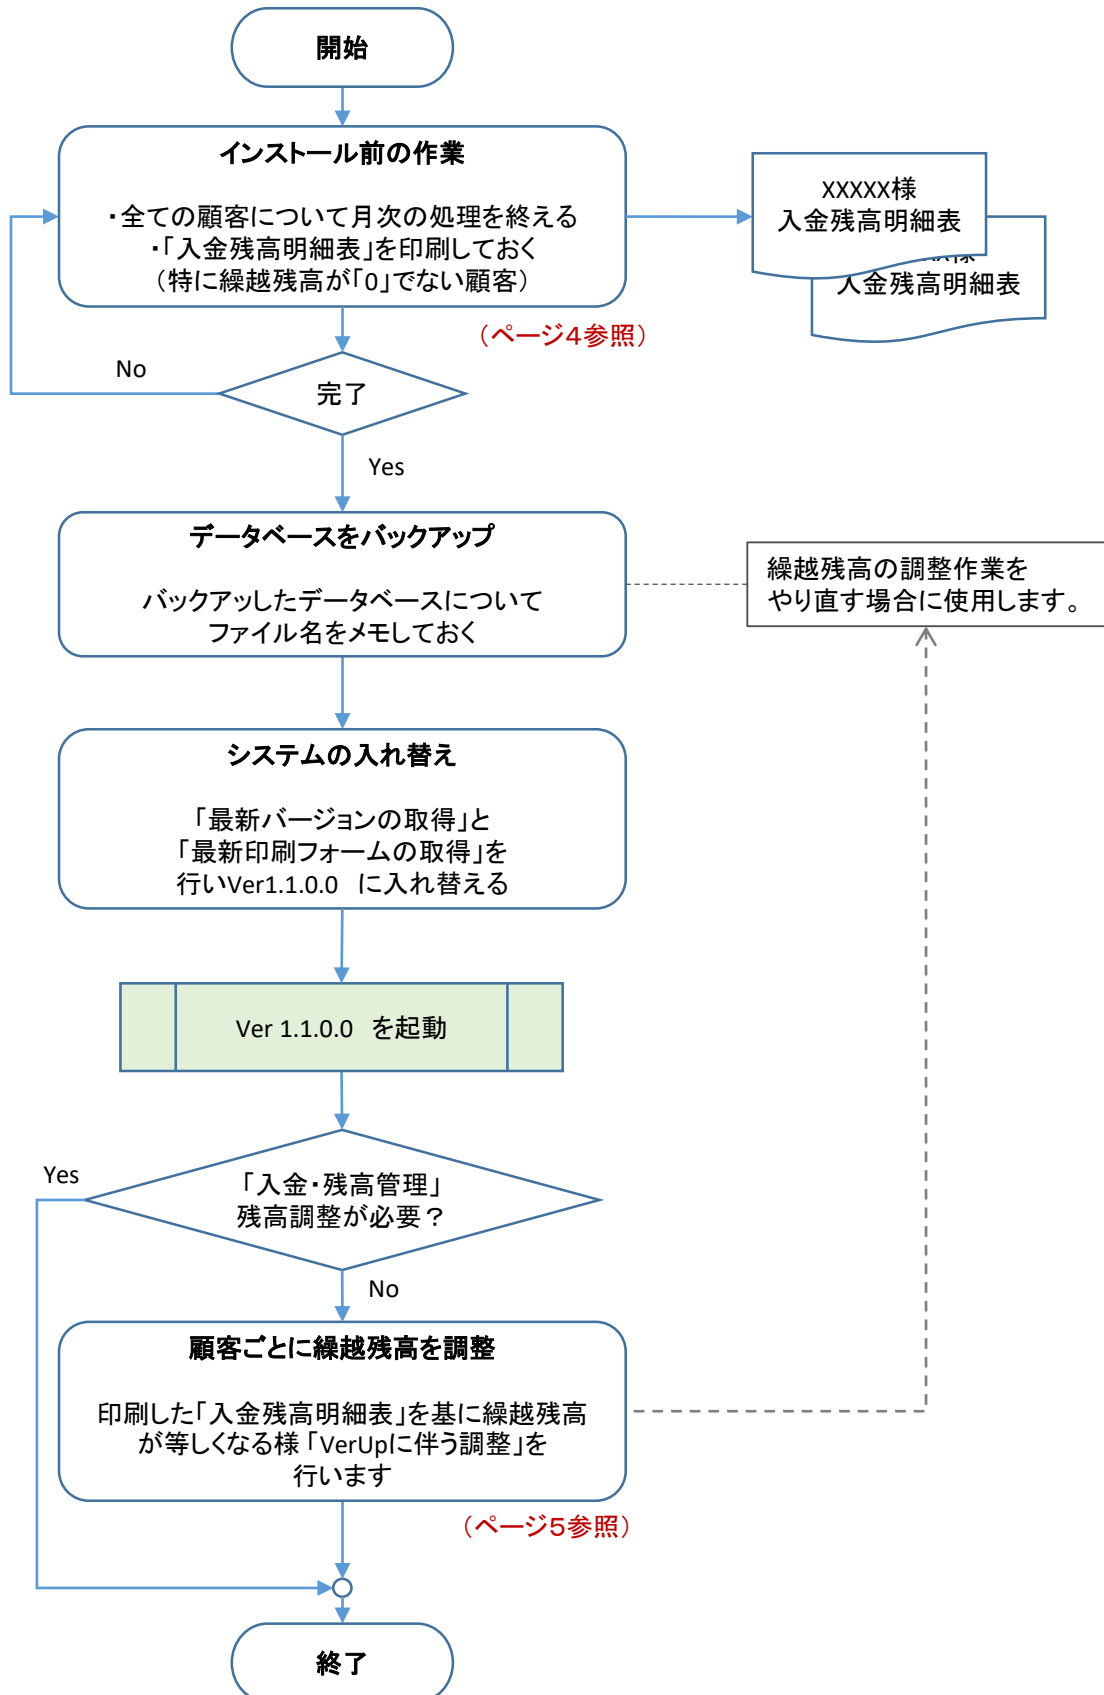 開始
インストール前の作業
・全ての顧客について月次の処理を終える
・「入金残高明細表」を印刷しておく
（特に繰越残高が「0」でない顧客）
XXXXX様
入金残高明細表
入金残高明細表
（ページ4参照）
No
完了
Yes
データベースをバックアップ
バックアッしたデータベースについて
ファイル名をメモしておく
繰越残高の調整作業を
やり直す場合に使用します。
システムの入れ替え
「最新バージョンの取得」と
「最新印刷フォームの取得」を
行いVer1.1.0.0 に入れ替える
Ver 1.1.0.0 を起動
Yes
「入金・残高管理」
残高調整が必要？
No
顧客ごとに繰越残高を調整
印刷した「入金残高明細表」を基に繰越残高
が等しくなる様「VerUpに伴う調整」を
行います
（ページ5参照）
終了